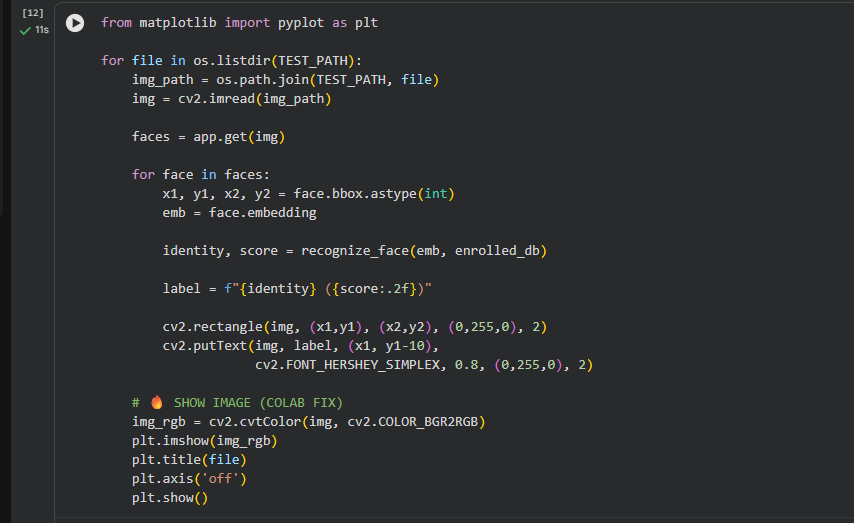 [12]
11s
from matplotlib import pyplot as plt
for file in os.listdir(TEST_PATH):
    img_path = os.path.join(TEST_PATH, file)
    img = cv2.imread(img_path)
    faces = app.get(img)
    for face in faces:
        x1, y1, x2, y2 = face.bbox.astype(int)
        emb = face.embedding
        identity, score = recognize_face(emb, enrolled_db)
        label = f"{identity} ({score:.2f})"
        cv2.rectangle(img, (x1,y1), (x2,y2), (0,255,0), 2)
        cv2.putText(img, label, (x1, y1-10),
                    cv2.FONT_HERSHEY_SIMPLEX, 0.8, (0,255,0), 2)
    # 🔥 SHOW IMAGE (COLAB FIX)
    img_rgb = cv2.cvtColor(img, cv2.COLOR_BGR2RGB)
    plt.imshow(img_rgb)
    plt.title(file)
    plt.axis('off')
    plt.show()